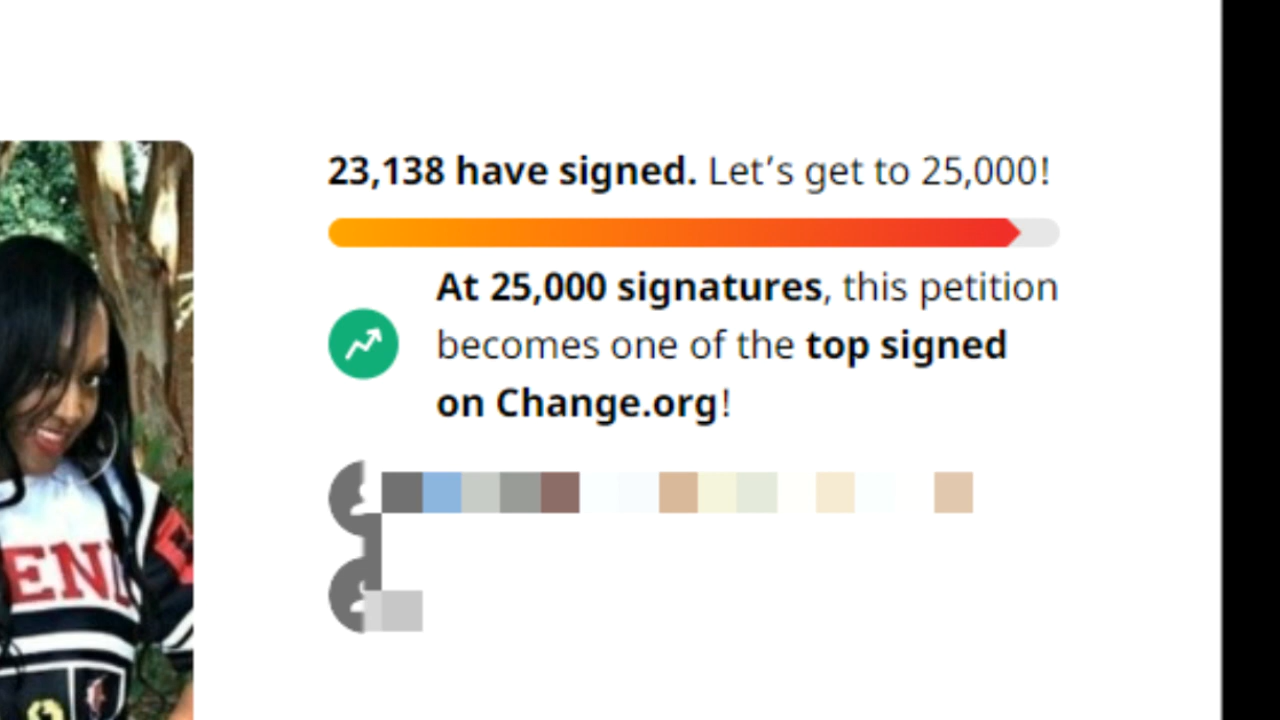 23,138 have signed. Let's get to 25,000!
At 25,000 signatures, this petition
becomes one of the top signed
on Change.org!